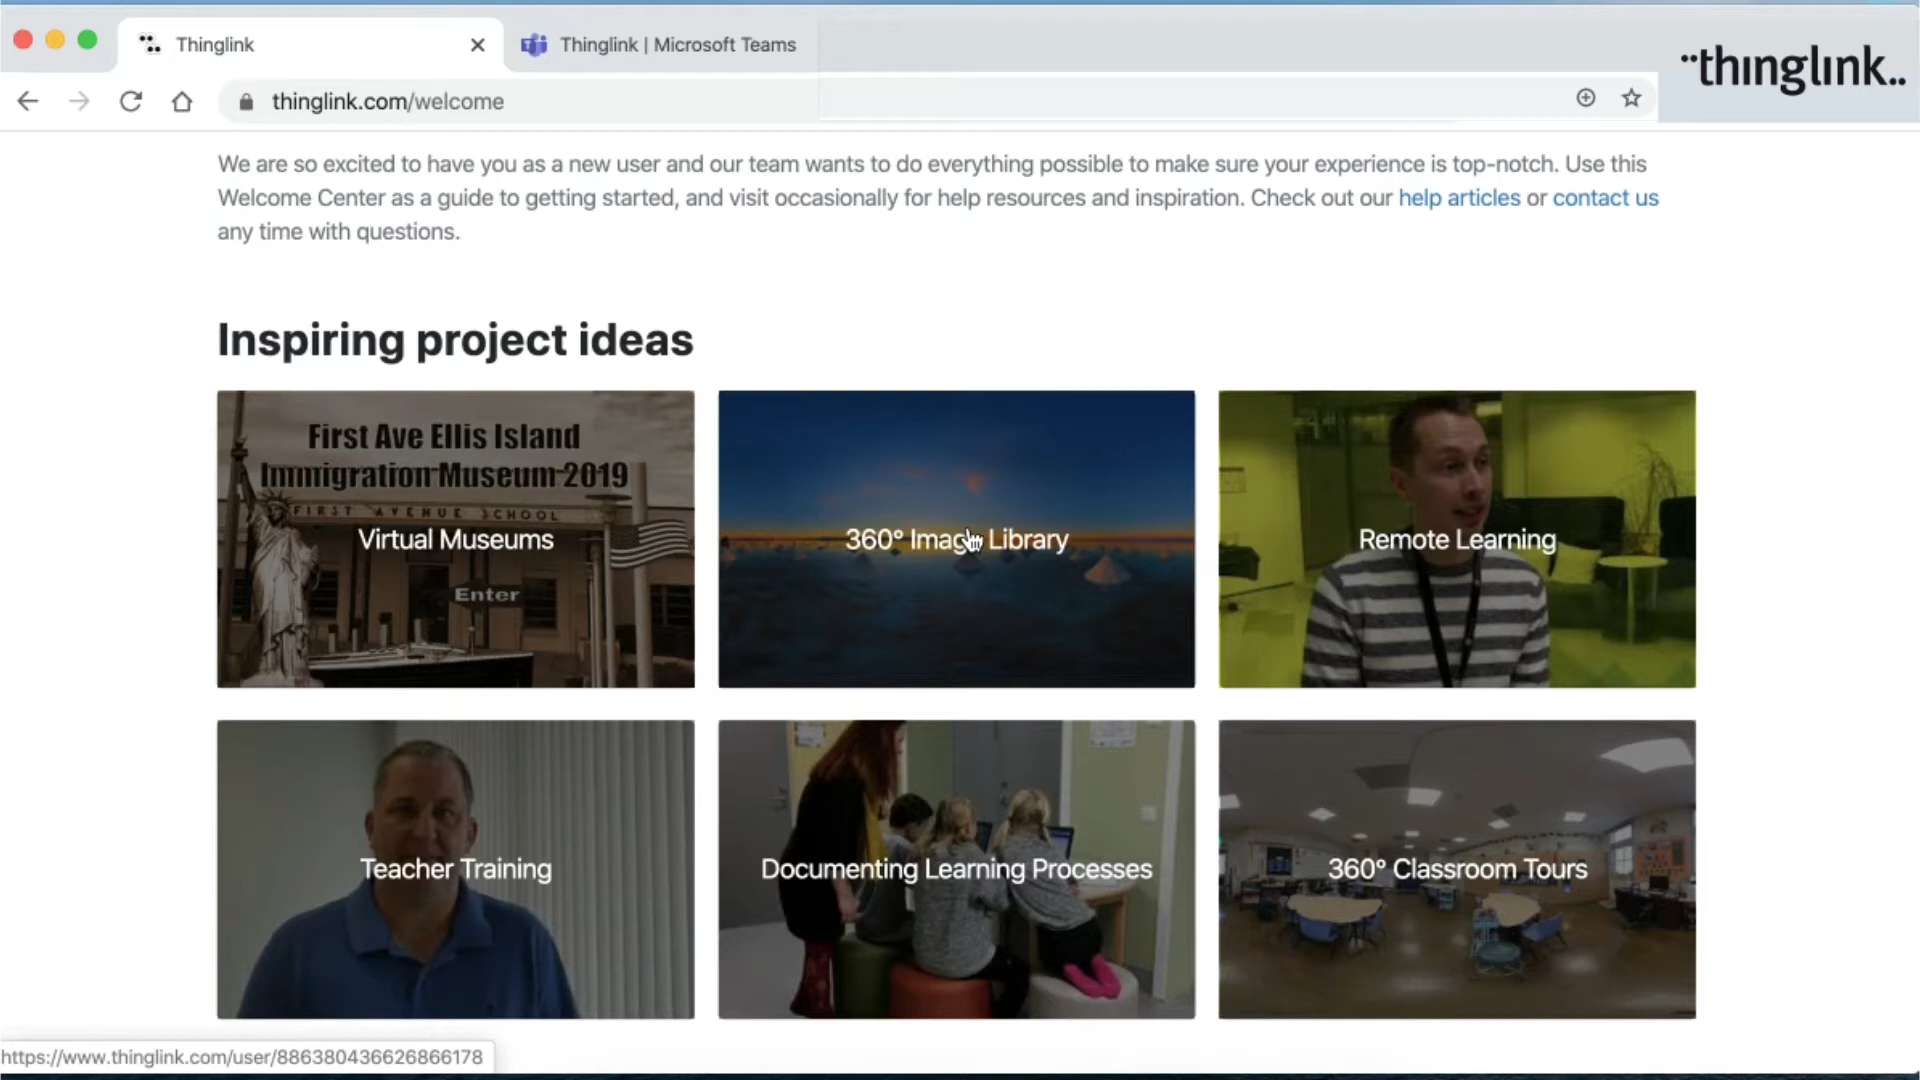 Thinglink
Thinglink | Microsoft Teams
thinglink..
thinglink.com/welcome
We are so excited to have you as a new user and our team wants to do everything possible to make sure your experience is top-notch. Use this
Welcome Center as a guide to getting started, and visit occasionally for help resources and inspiration. Check out our help articles or contact us
any time with questions.
Inspiring project ideas
First Ave Ellis Island
Immigration Museum 2019
FIRST AVENUE SCHOOL
Virtual Museums
Enter
360° Image Library
Remote Learning
Teacher Training
Documenting Learning Processes
360° Classroom Tours
https://www.thinglink.com/user/886380436626866178